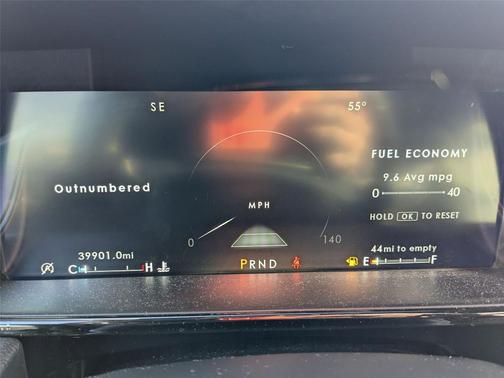 SE
55°
FUEL ECONOMY
9.6 Avg mpg
0 40
HOLD OK TO RESET
Outnumbered
MPH
0 140
39901.0mi
44mi to empty
C H
PRND
E F